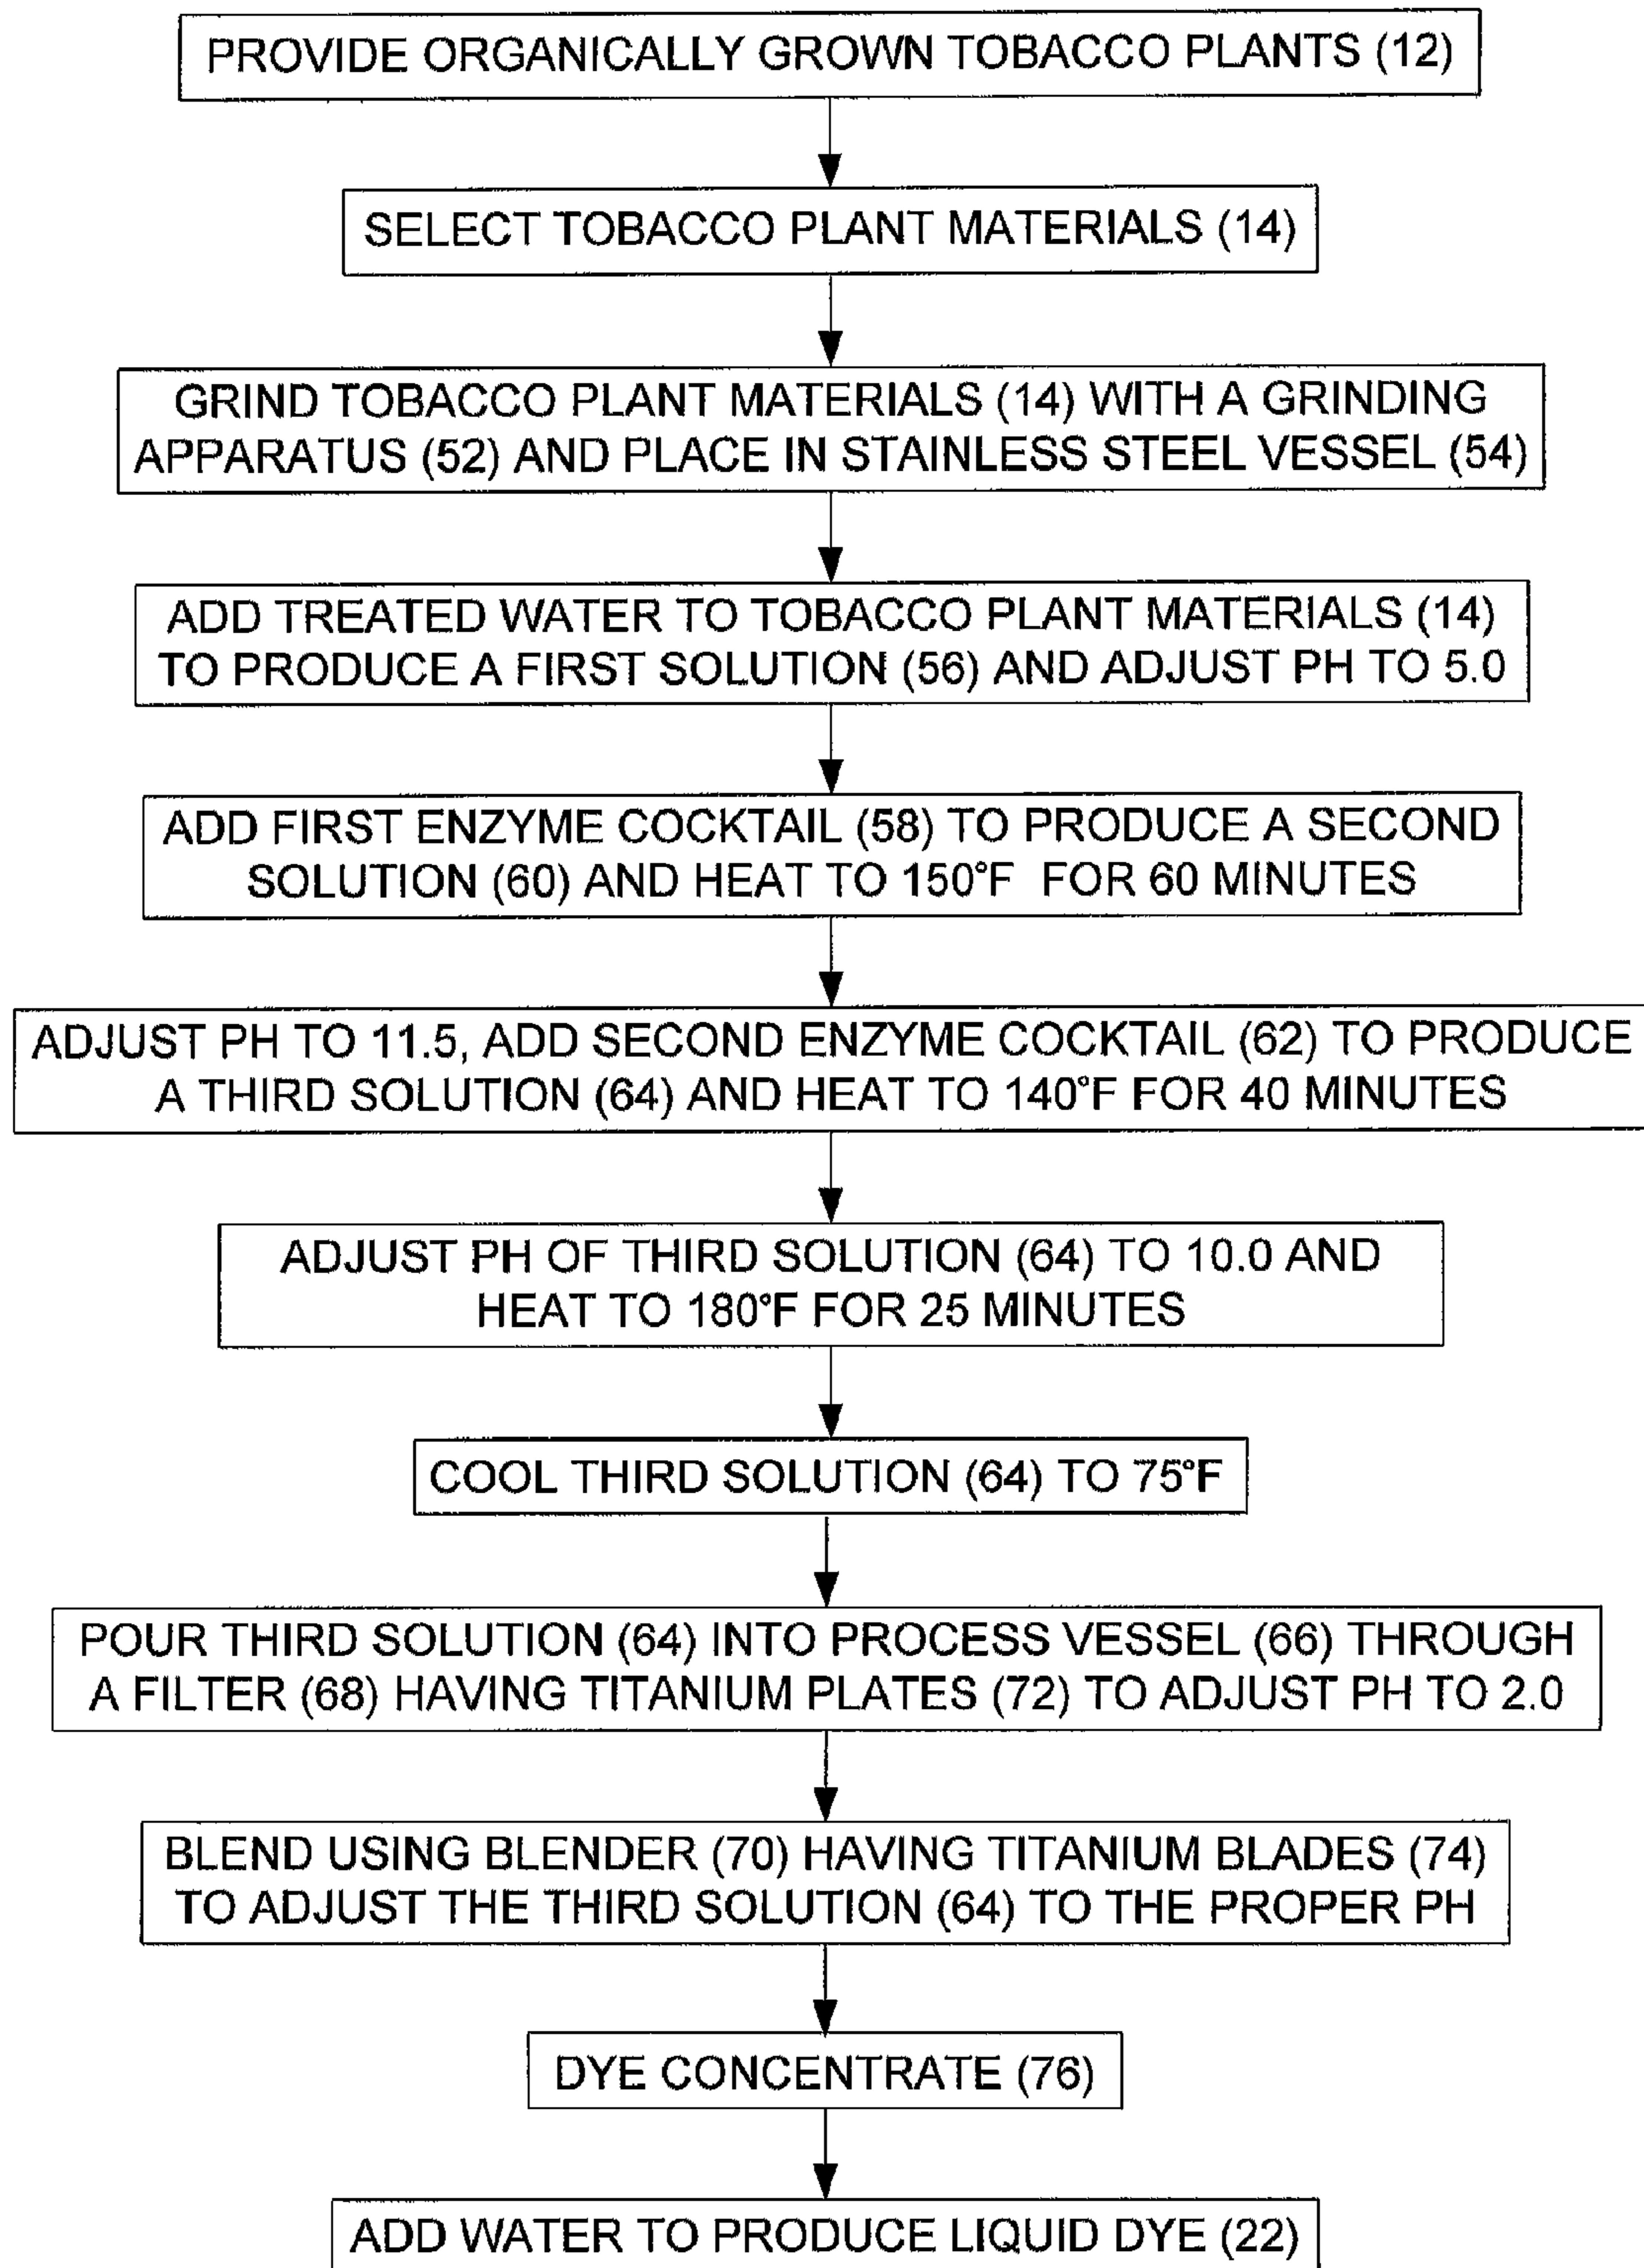 PROVIDE ORGANICALLY GROWN TOBACCO PLANTS (12)
SELECT TOBACCO PLANT MATERIALS (14)
GRIND TOBACCO PLANT MATERIALS (14) WITH A GRINDING
APPARATUS (52) AND PLACE IN STAINLESS STEEL VESSEL (54)
ADD TREATED WATER TO TOBACCO PLANT MATERIALS (14)
TO PRODUCE A FIRST SOLUTION (56) AND ADJUST PH TO 5.0
ADD FIRST ENZYME COCKTAIL (58) TO PRODUCE A SECOND
SOLUTION (60) AND HEAT TO 150°F FOR 60 MINUTES
ADJUST PH TO 11.5, ADD SECOND ENZYME COCKTAIL (62) TO PRODUCE
A THIRD SOLUTION (64) AND HEAT TO 140°F FOR 40 MINUTES
ADJUST PH OF THIRD SOLUTION (64) TO 10.0 AND
HEAT TO 180°F FOR 25 MINUTES
COOL THIRD SOLUTION (64) TO 75°F
POUR THIRD SOLUTION (64) INTO PROCESS VESSEL (66) THROUGH
A FILTER (68) HAVING TITANIUM PLATES (72) TO ADJUST PH TO 2.0
BLEND USING BLENDER (70) HAVING TITANIUM BLADES (74)
TO ADJUST THE THIRD SOLUTION (64) TO THE PROPER PH
DYE CONCENTRATE (76)
ADD WATER TO PRODUCE LIQUID DYE (22)